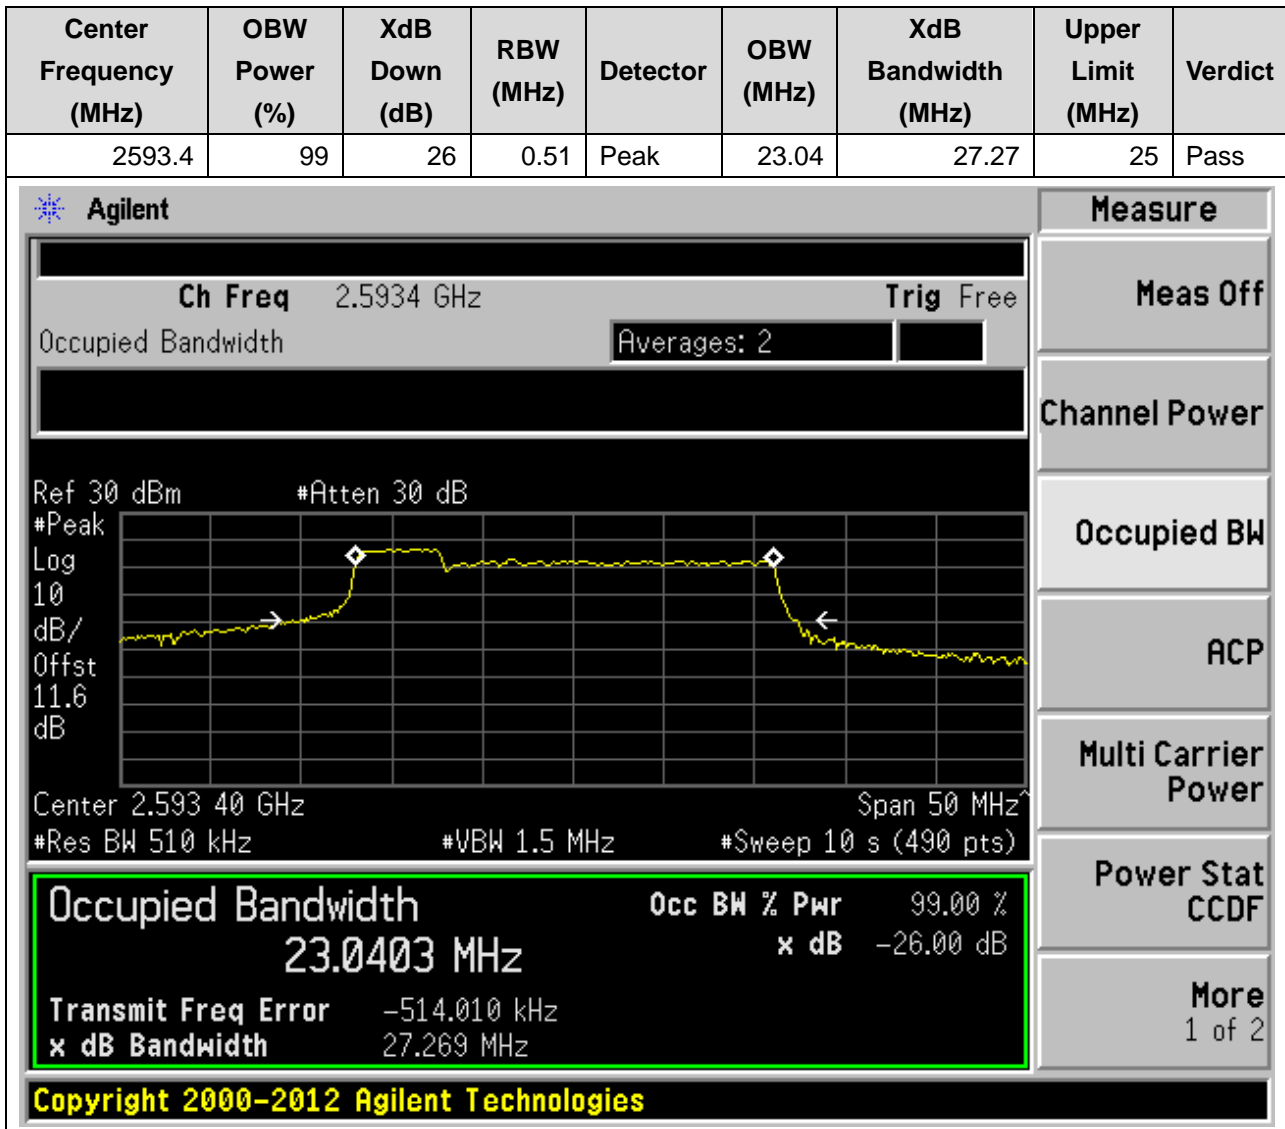 Center Frequency (MHz) OBW Power (%) XdB Down (dB) RBW (MHz) Detector OBW (MHz) XdB Bandwidth (MHz) Upper Limit (MHz) Verdict
2593.4 99 26 0.51 Peak 23.04 27.27 25 Pass
Agilent
Measure
Ch Freq 2.5934 GHz Trig Free
Meas Off
Occupied Bandwidth Averages: 2
Channel Power
Ref 30 dBm #Atten 30 dB
#Peak
Log
10
dB/
Offst
11.6
dB
Occupied BW
ACP
Multi Carrier
Power
Center 2.593 40 GHz Span 50 MHz^
#Res BW 510 kHz #VBW 1.5 MHz #Sweep 10 s (490 pts)
Power Stat
CCDF
Occupied Bandwidth Occ BW % Pwr 99.00 %
23.0403 MHz x dB -26.00 dB
Transmit Freq Error -514.010 kHz
x dB Bandwidth 27.269 MHz
More
1 of 2
Copyright 2000-2012 Agilent Technologies